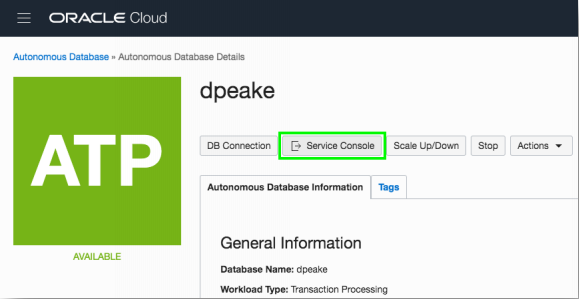 ORACLE Cloud
Autonomous Database » Autonomous Database Details
ATP
AVAILABLE
dpeake
DB Connection Service Console Scale Up/Down Stop Actions
Autonomous Database Information Tags
General Information
Database Name: dpeake
Workload Type: Transaction Processing